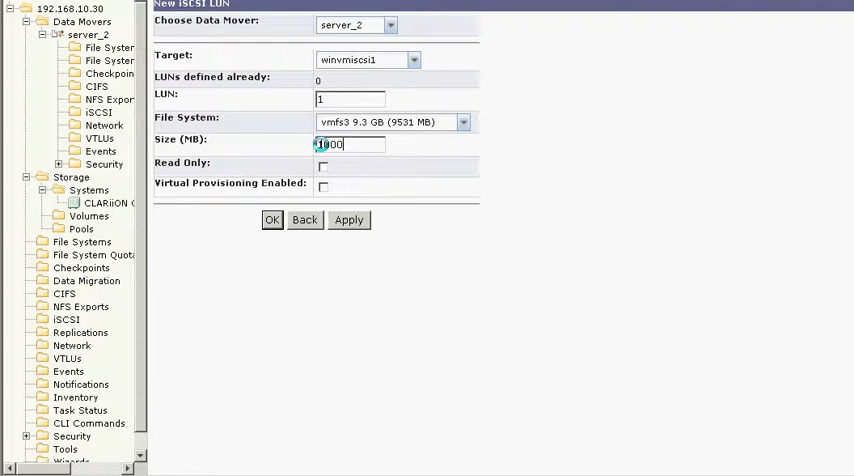 New iSCSI LUN
192.168.10.30
Data Movers
server_2
File System
File System
Checkpoin
CIFS
NFS Expor
iSCSI
Network
VTLUs
Events
Security
Storage
Systems
CLARiiON
Volumes
Pools
File Systems
File System Quota
Checkpoints
Data Migration
CIFS
NFS Exports
iSCSI
Replications
Network
VTLUs
Events
Notifications
Inventory
Task Status
CLI Commands
Security
Tools
Wizards
Choose Data Mover: server_2
Target: winvmiscsi1
LUNs defined already: 0
LUN: 1
File System: vmfs3 9.3 GB (9531 MB)
Size (MB): 1000
Read Only:
Virtual Provisioning Enabled:
OK Back Apply